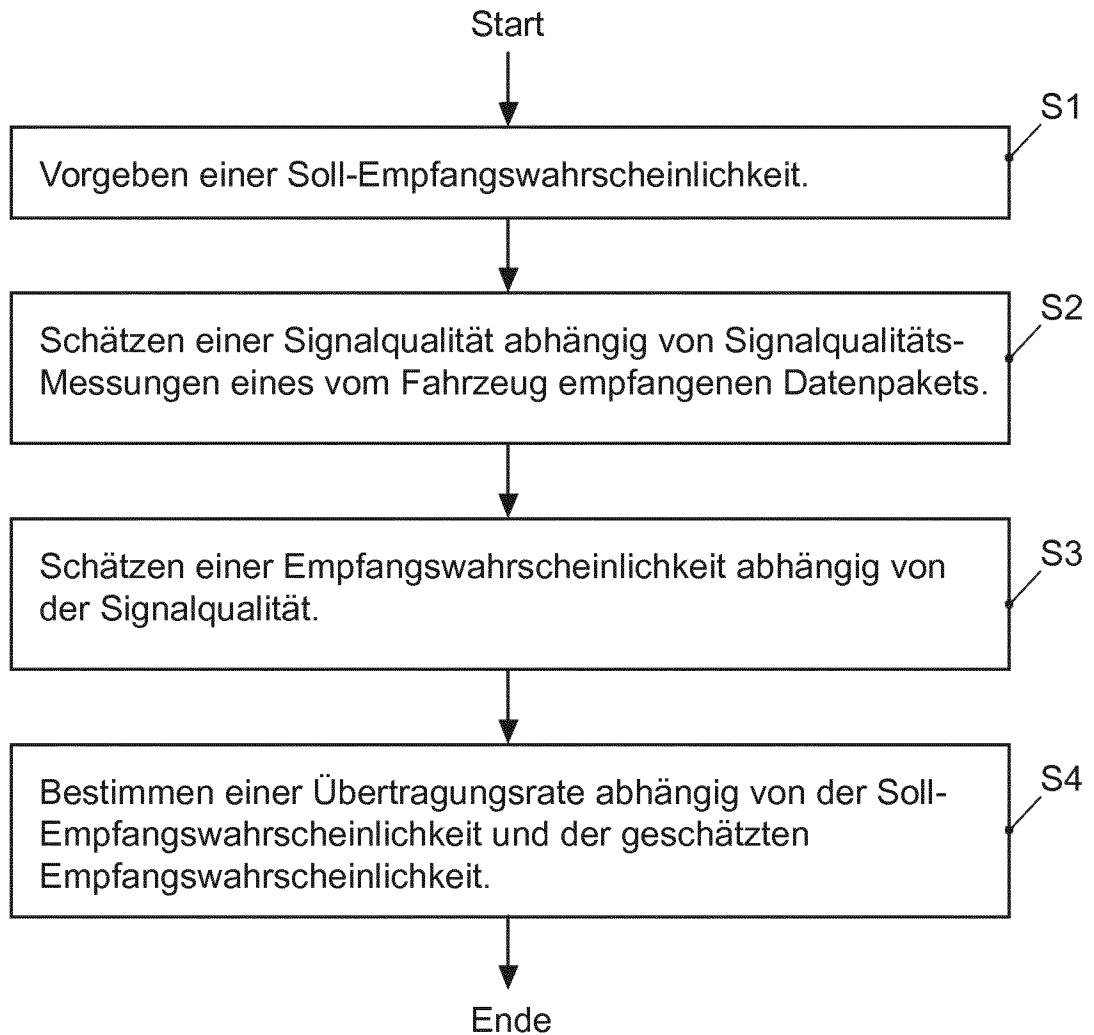 Start
S1
Vorgeben einer Soll-Empfangswahrscheinlichkeit.
S2
Schätzen einer Signalqualität abhängig von Signalqualitäts-
Messungen eines vom Fahrzeug empfangenen Datenpakets.
S3
Schätzen einer Empfangswahrscheinlichkeit abhängig von
der Signalqualität.
S4
Bestimmen einer Übertragungsrate abhängig von der Soll-
Empfangswahrscheinlichkeit und der geschätzten
Empfangswahrscheinlichkeit.
Ende